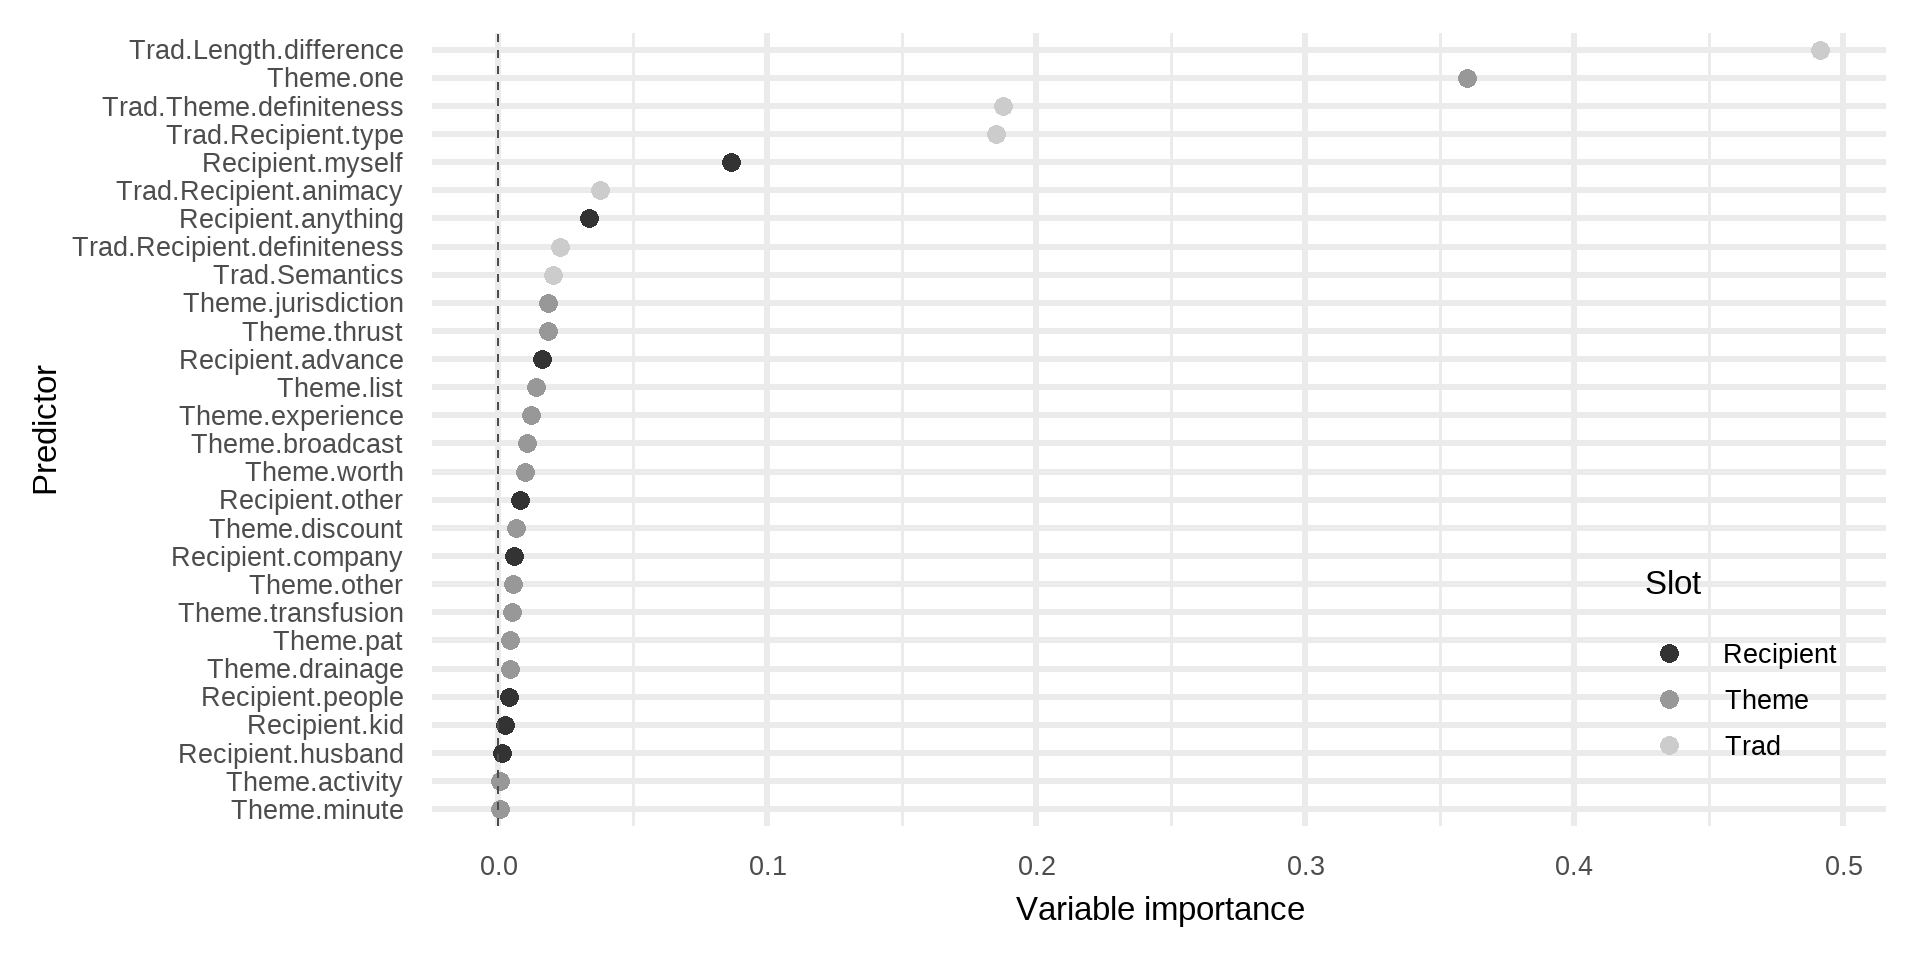 Trad.Length.difference
Theme.one
Trad.Theme.definiteness
Trad.Recipient.type
Recipient.myself
Trad.Recipient.animacy
Recipient.anything
Trad.Recipient.definiteness
Trad.Semantics
Theme.jurisdiction
Theme.thrust
Recipient.advance
Theme.list
Theme.experience
Theme.broadcast
Theme.worth
Recipient.other
Theme.discount
Recipient.company
Theme.other
Theme.transfusion
Theme.pat
Theme.drainage
Recipient.people
Recipient.kid
Recipient.husband
Theme.activity
Theme.minute
Predictor
Slot
Recipient
Theme
Trad
0.0 0.1 0.2 0.3 0.4 0.5
Variable importance